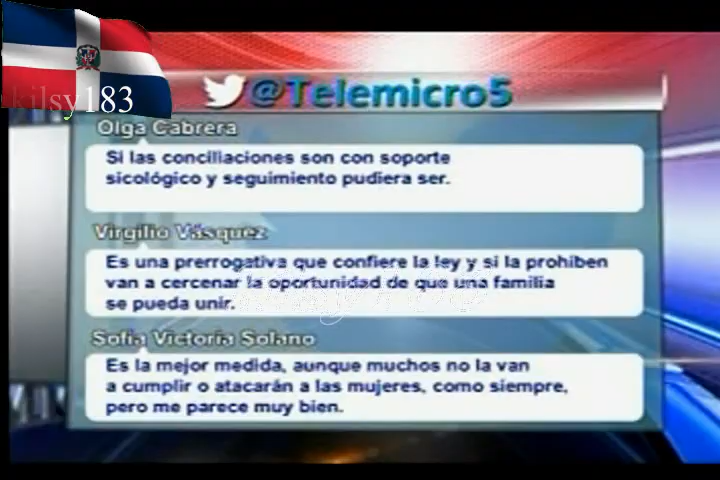 kilsy183
@Telemicro5
Olga Cabrera
Si las conciliaciones son con soporte
sicológico y seguimiento pudiera ser.
Virgilio Vásquez
Es una prerrogativa que confiere la ley y si la prohiben
van a cercenar la oportunidad de que una familia
se pueda unir.
Sofia Victoria Solano
Es la mejor medida, aunque muchos no la van
a cumplir o atacarán a las mujeres, como siempre,
pero me parece muy bien.